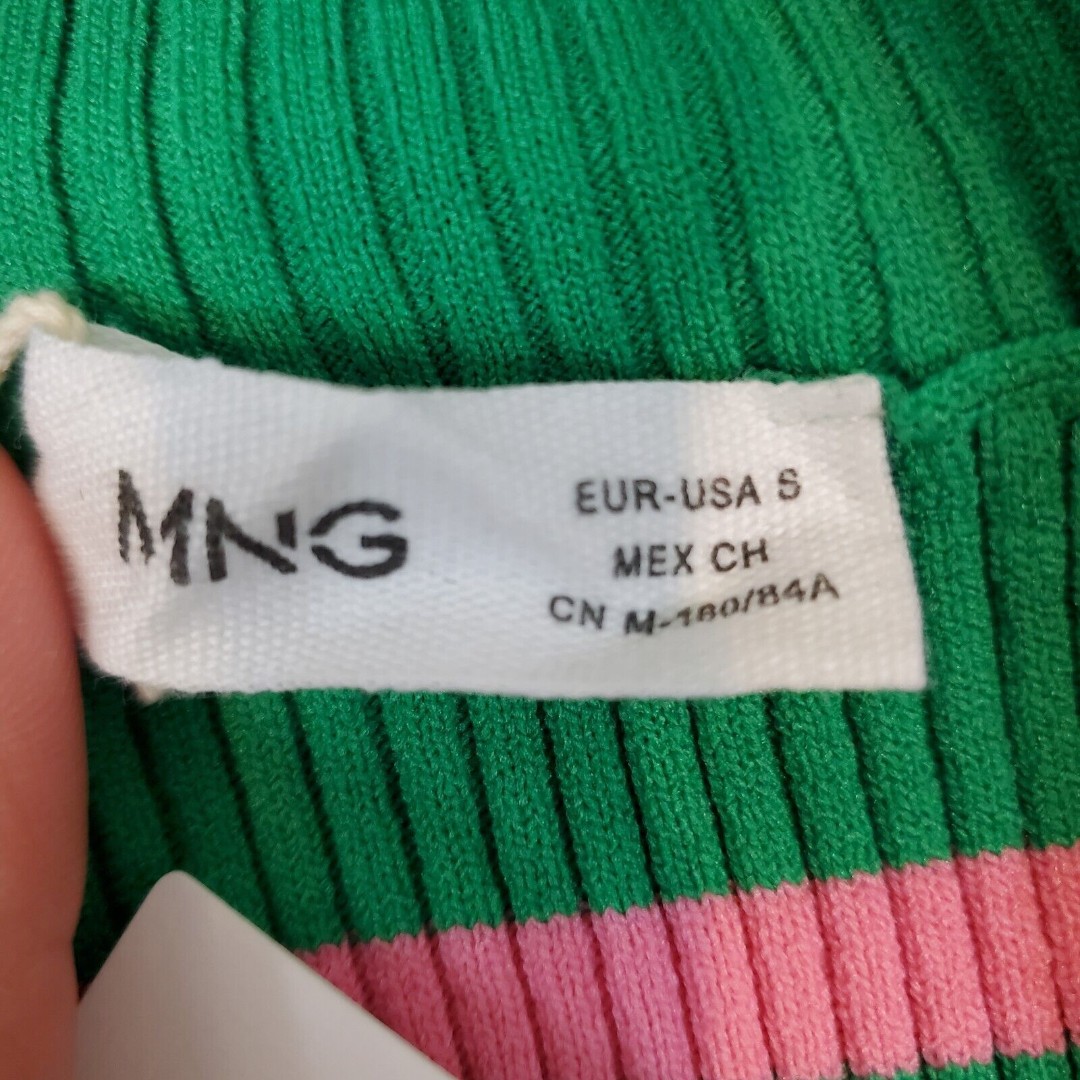 MNG
EUR-USA S
MEX CH
CN M-160/84A